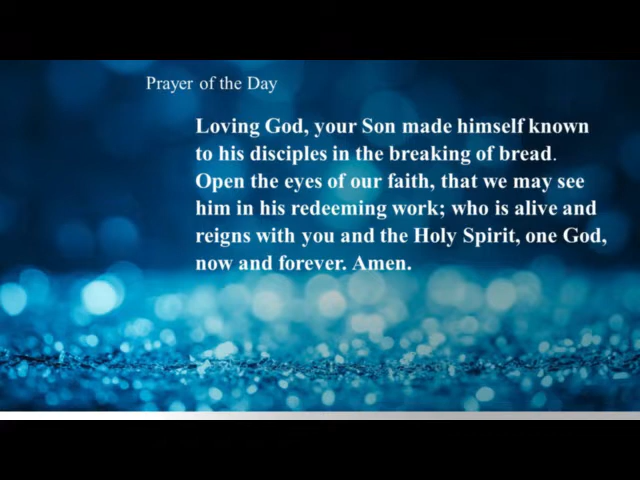 Prayer of the Day
Loving God, your Son made himself known
to his disciples in the breaking of bread.
Open the eyes of our faith, that we may see
him in his redeeming work; who is alive and
reigns with you and the Holy Spirit, one God,
now and forever. Amen.